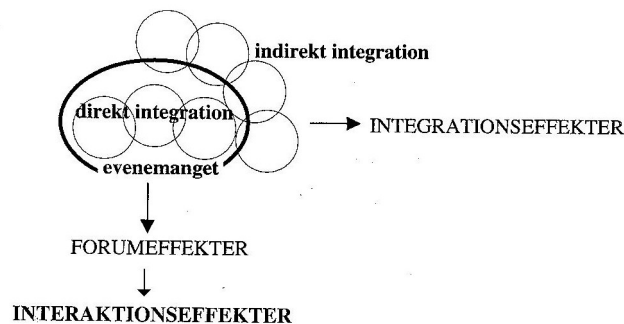 indirekt integration
direkt integration
INTEGRATIONSEFFEKTER
evenemanget
FORUMEFFEKTER
INTERAKTIONSEFFEKTER